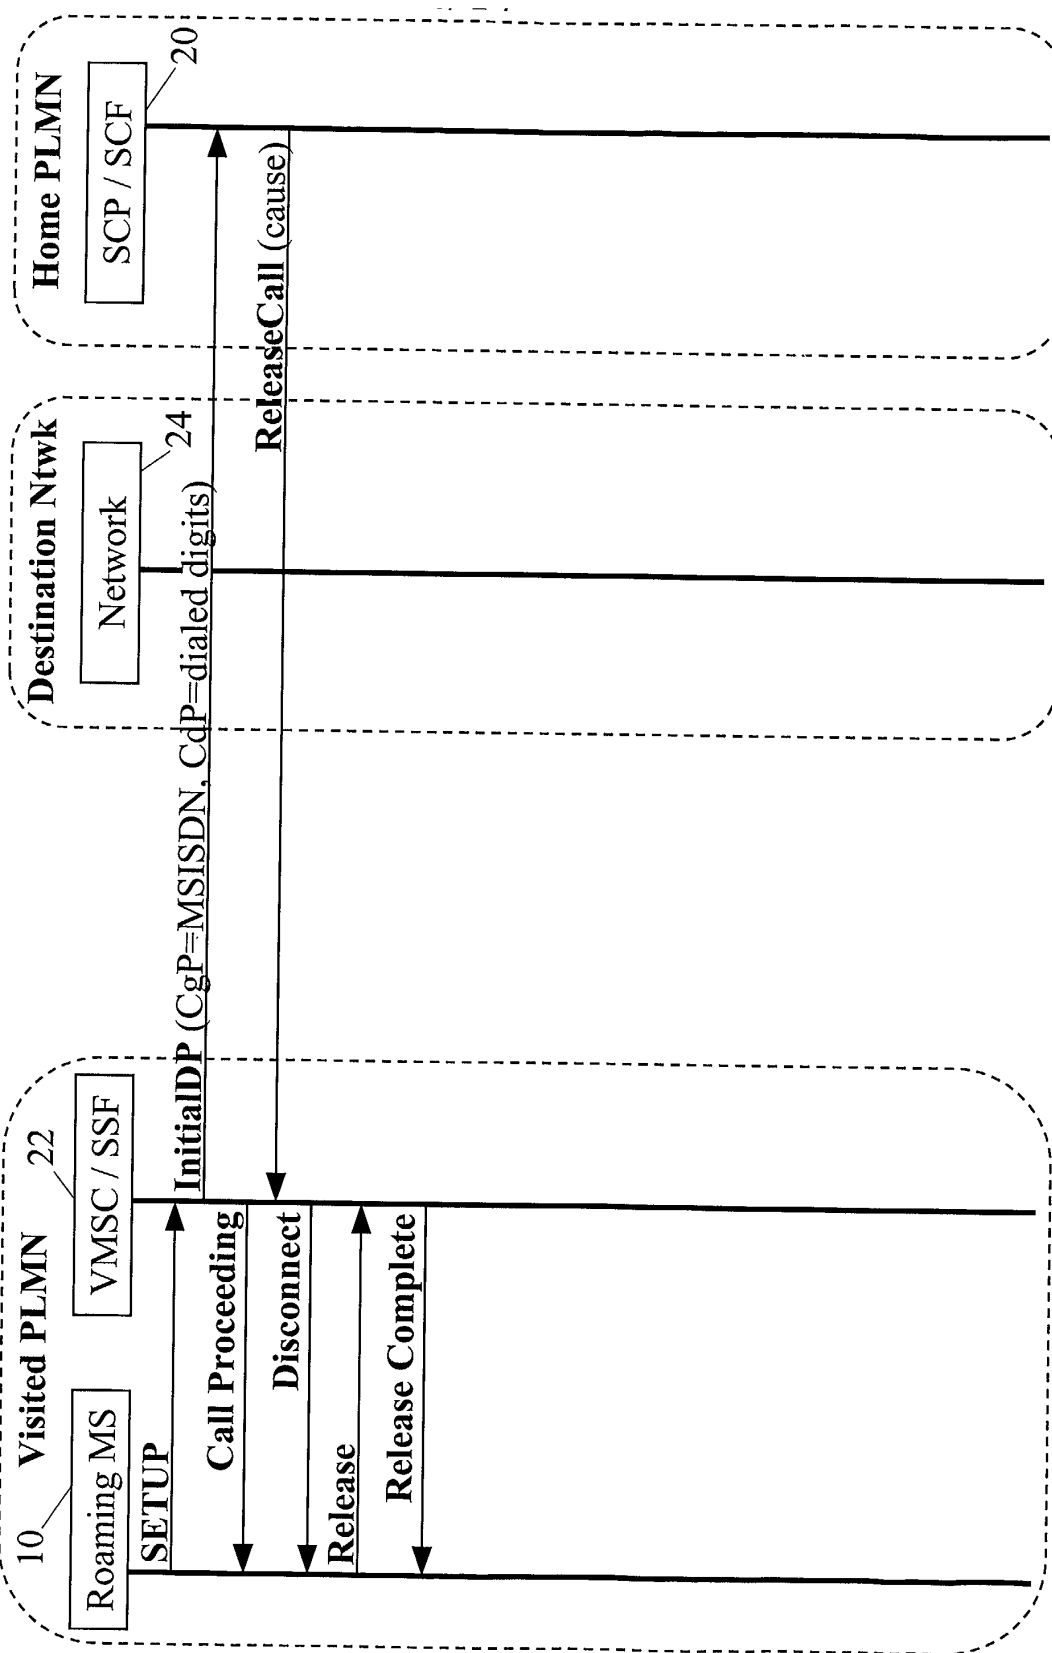 Visited PLMN
Destination Ntwk
Home PLMN
10
22
24
20
Roaming MS
VMSC / SSF
Network
SCP / SCF
SETUP
InitialDP (CgP=MSISDN, CdP=dialed digits)
Call Proceeding
ReleaseCall (cause)
Disconnect
Release
Release Complete